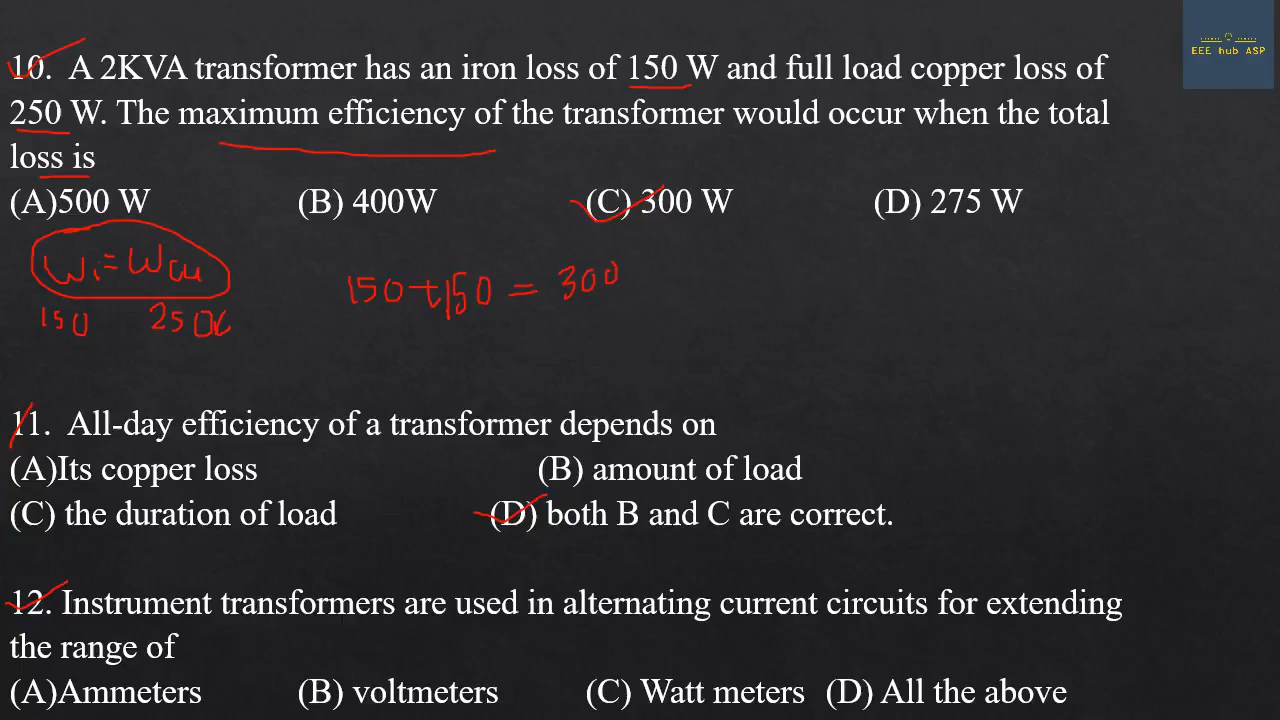 EEE hub ASP
10. A 2KVA transformer has an iron loss of 150 W and full load copper loss of
250 W. The maximum efficiency of the transformer would occur when the total
loss is
(A)500 W (B) 400W (C) 300 W (D) 275 W
Wi = Wcu
150 + 150 = 300
150 250
11. All-day efficiency of a transformer depends on
(A)Its copper loss (B) amount of load
(C) the duration of load (D) both B and C are correct.
12. Instrument transformers are used in alternating current circuits for extending
the range of
(A)Ammeters (B) voltmeters (C) Watt meters (D) All the above